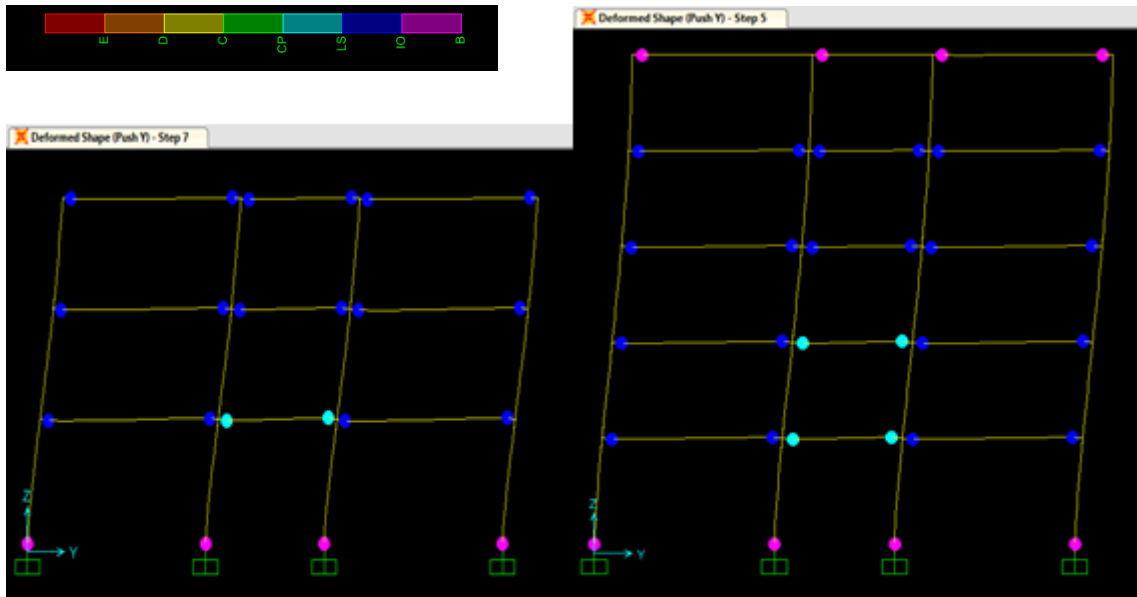 E D C CP LS IO B
Deformed Shape (Push Y) - Step 5
Deformed Shape (Push Y) - Step 7
Z
Y
Z
Y